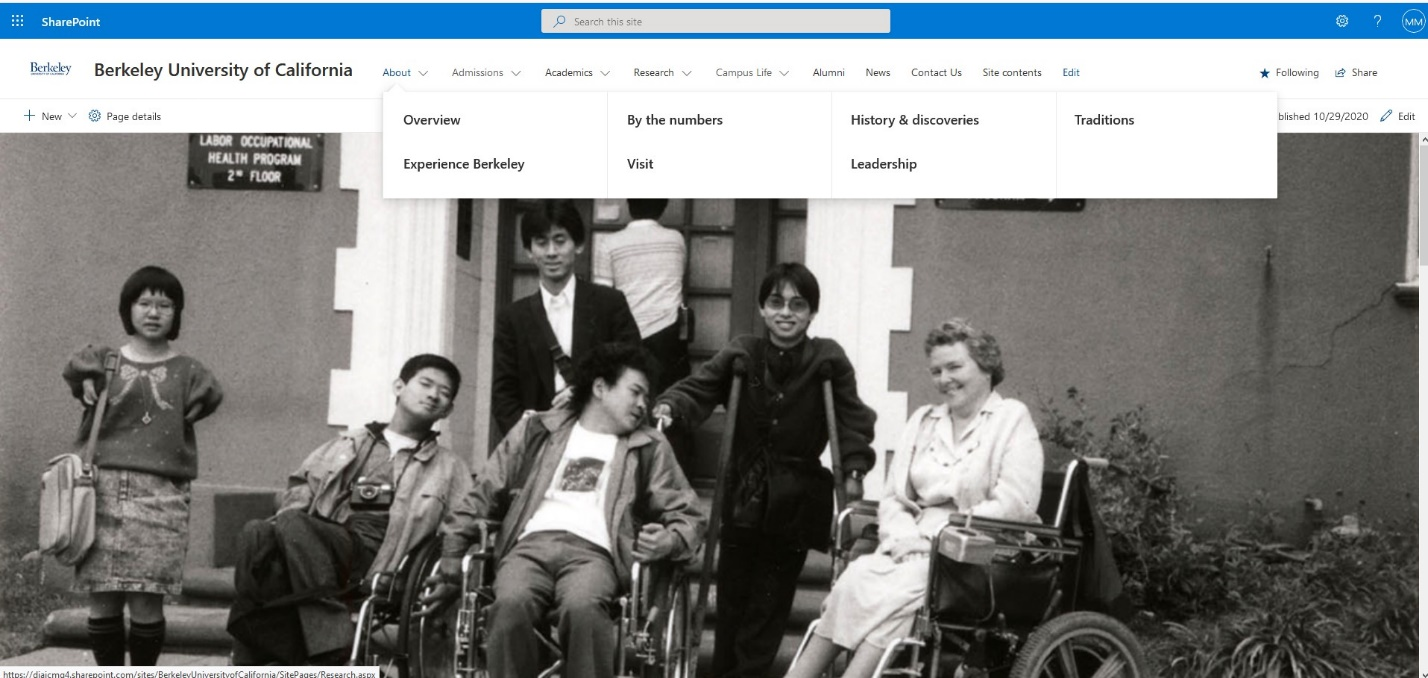 SharePoint
Search this site
?
MM
Berkeley
Berkeley University of California
About
Admissions
Academics
Research
Campus Life
Alumni
News
Contact Us
Site contents
Edit
Following
Share
New
Page details
blished 10/29/2020
Edit
Overview
By the numbers
History & discoveries
Traditions
Experience Berkeley
Visit
Leadership
LABOR OCCUPATIONAL
HEALTH PROGRAM
2ND FLOOR
https://djaicmq4.sharepoint.com/sites/BerkeleyUniversityofCalifornia/SitePages/Research.aspx